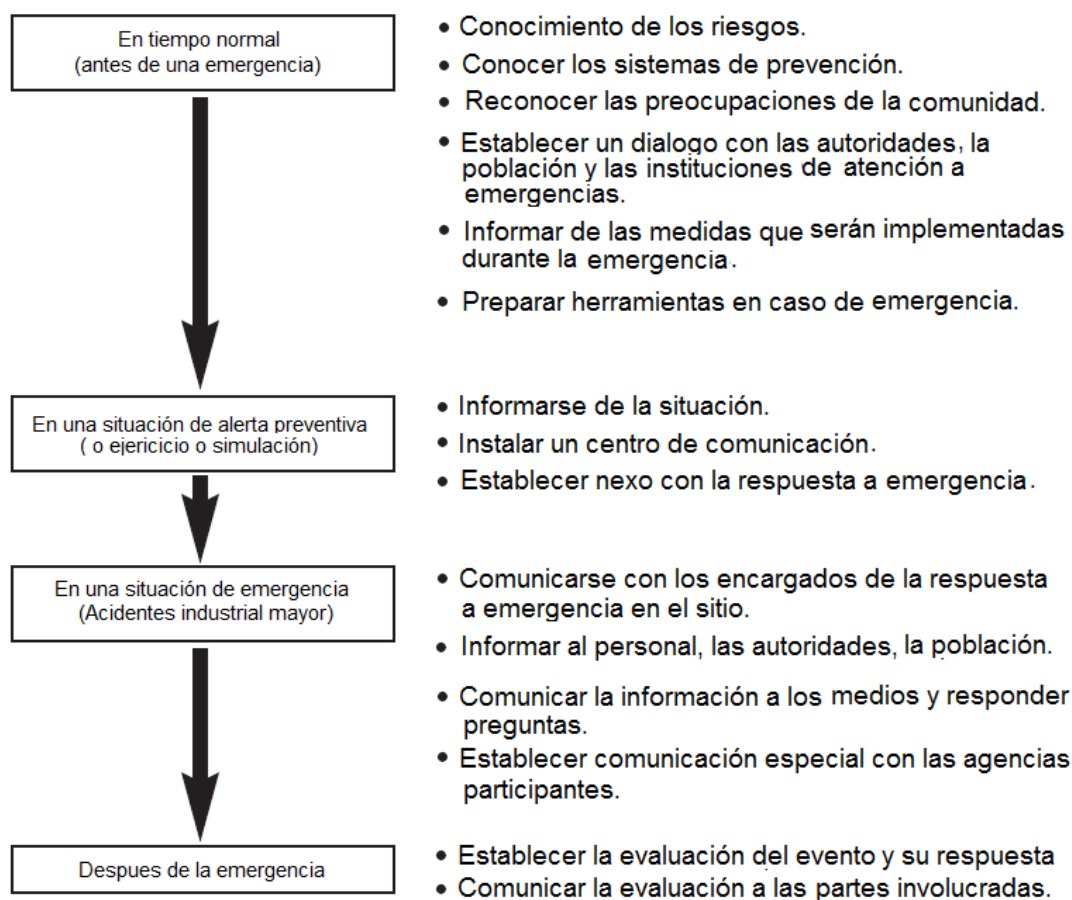 En tiempo normal
(antes de una emergencia)
• Conocimiento de los riesgos.
• Conocer los sistemas de prevención.
• Reconocer las preocupaciones de la comunidad.
• Establecer un dialogo con las autoridades, la
población y las instituciones de atención a
emergencias.
• Informar de las medidas que serán implementadas
durante la emergencia.
• Preparar herramientas en caso de emergencia.
En una situación de alerta preventiva
( o ejericicio o simulación)
• Informarse de la situación.
• Instalar un centro de comunicación.
• Establecer nexo con la respuesta a emergencia.
En una situación de emergencia
(Acidentes industrial mayor)
• Comunicarse con los encargados de la respuesta
a emergencia en el sitio.
• Informar al personal, las autoridades, la población.
• Comunicar la información a los medios y responder
preguntas.
• Establecer comunicación especial con las agencias
participantes.
Despues de la emergencia
• Establecer la evaluación del evento y su respuesta
• Comunicar la evaluación a las partes involucradas.